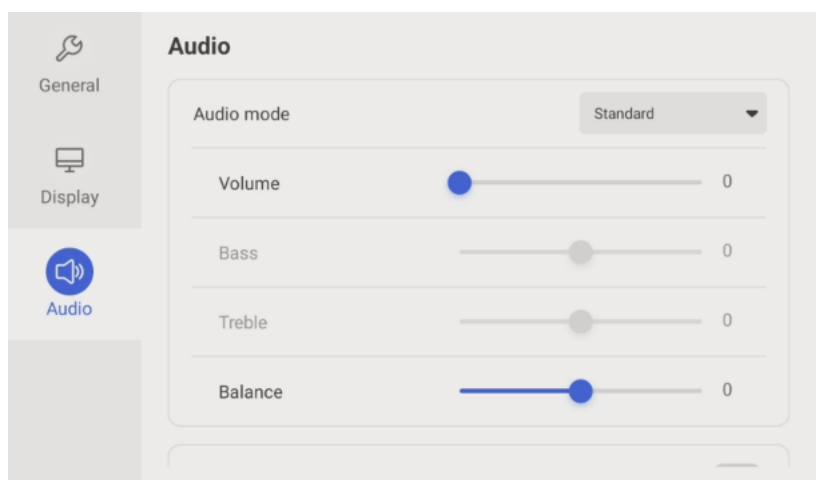 General
Display
Audio
Audio
Audio mode Standard
Volume 0
Bass 0
Treble 0
Balance 0